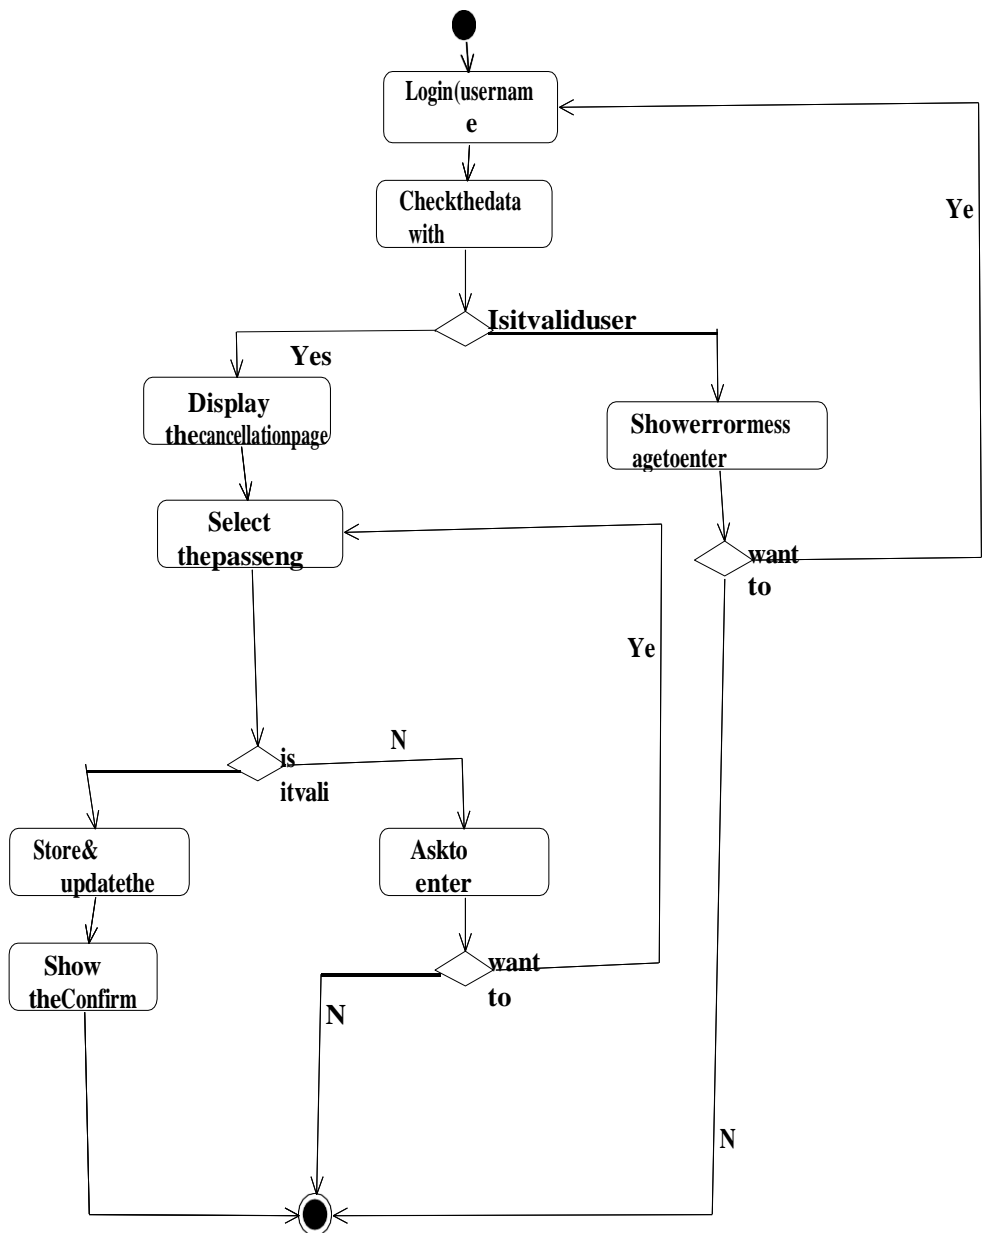 Login(usernam
e
Checkthedata
with
Ye
Isitvaliduser
Yes
Display
thecancellationpage
Showerrormess
agetoenter
Select
thepasseng
want
to
Ye
N
is
itvali
Store&
updatethe
Askto
enter
Show
theConfirm
want
to
N
N